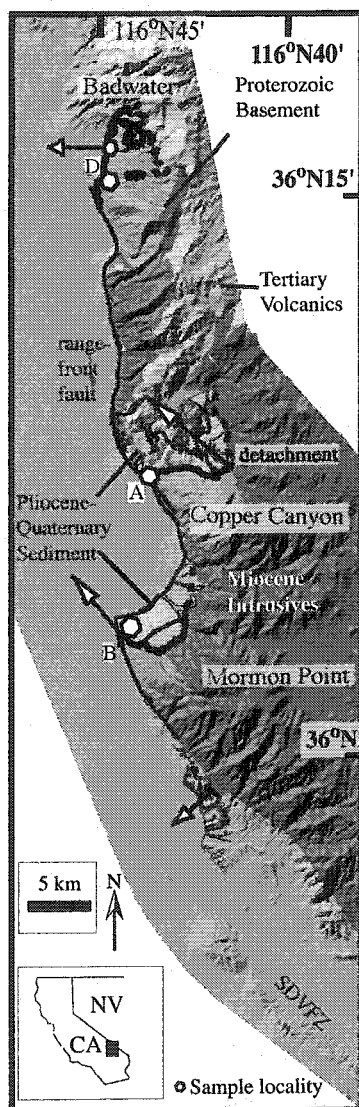 116°N45'
116°N40'
Badwater
Proterozoic
Basement
D
36°N15'
Tertiary
Volcanics
range-
front
fault
detachment
A
Copper Canyon
Pliocene-
Quaternary
Sediment
Miocene
Intrusives
B
Mormon Point
36°N
5 km
N
SDVFZ
NV
CA
Sample locality